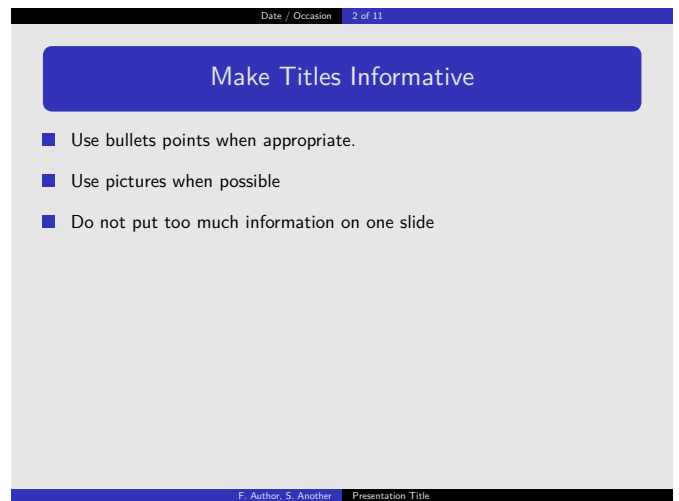 Date / Occasion 2 of 11
Make Titles Informative
Use bullets points when appropriate.
Use pictures when possible
Do not put too much information on one slide
F. Author, S. Another Presentation Title